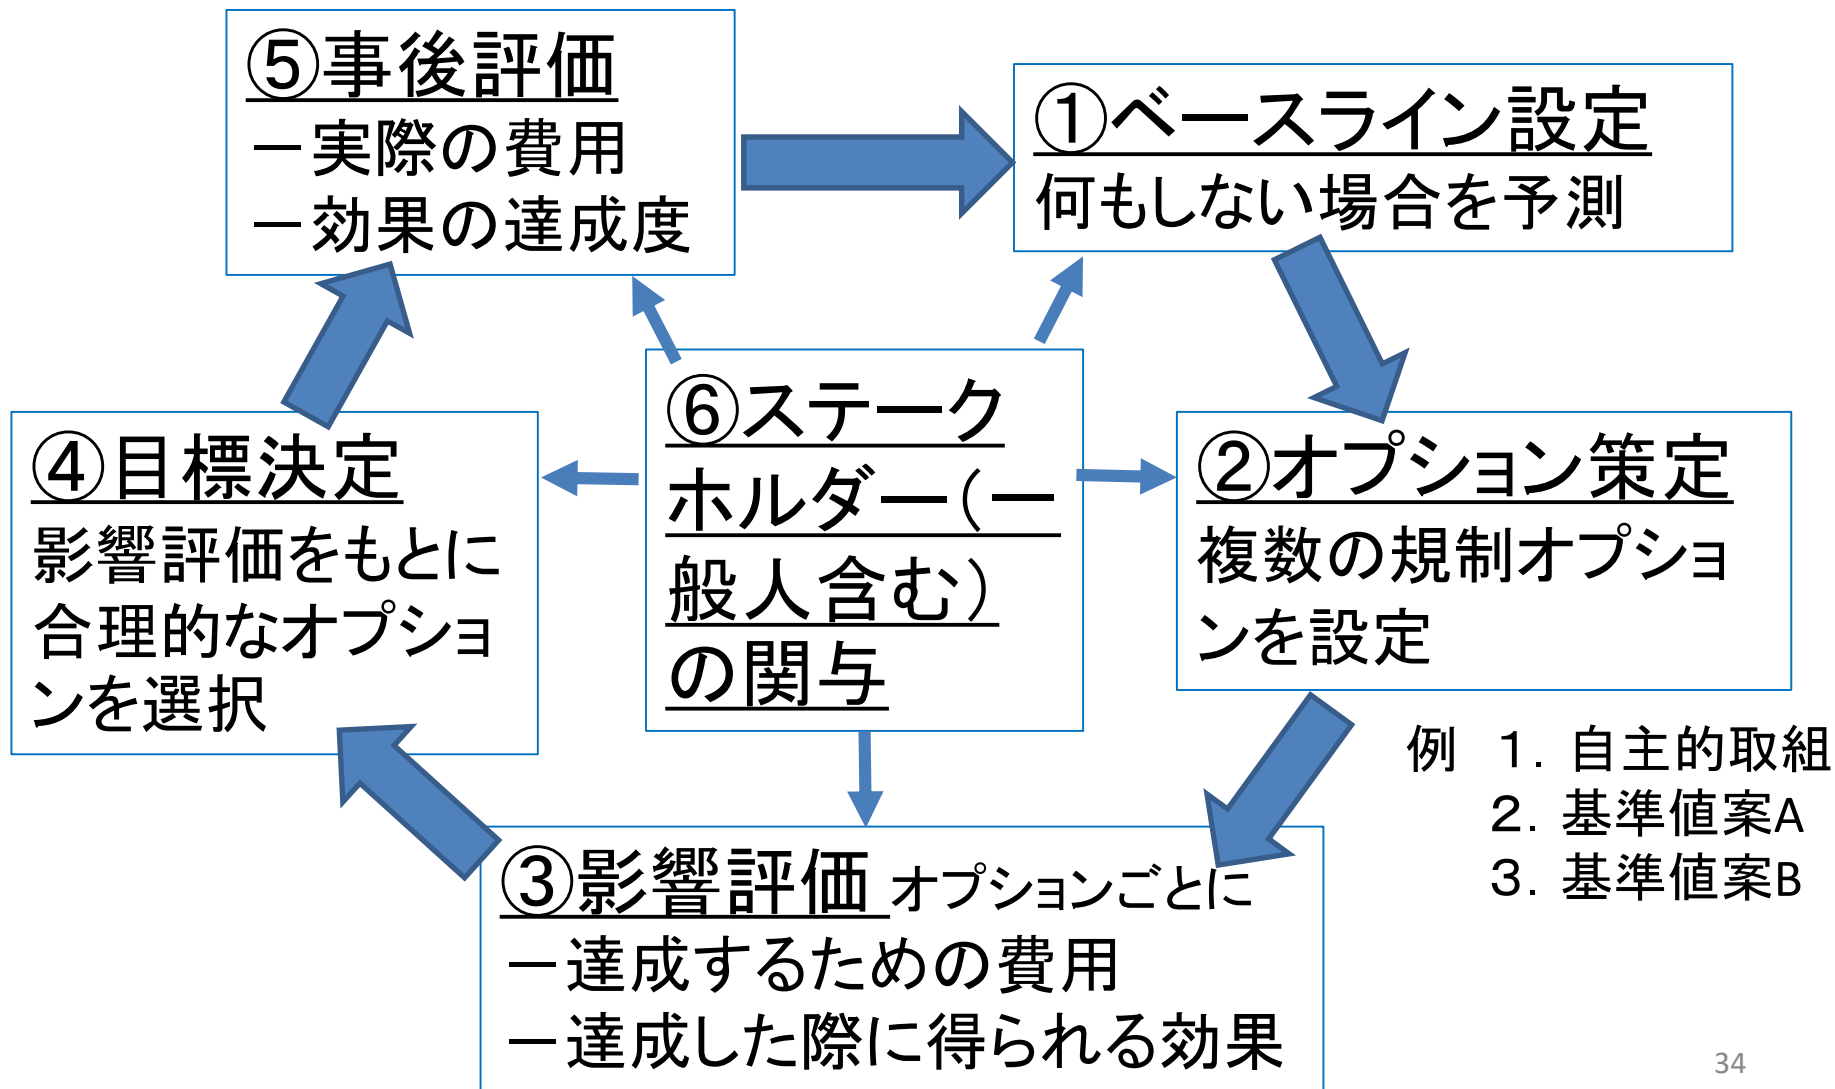 ⑤事後評価
－実際の費用
－効果の達成度
①ベースライン設定
何もしない場合を予測
⑥ステーク
ホルダー（一
般人含む）
の関与
④目標決定
影響評価をもとに
合理的なオプショ
ンを選択
②オプション策定
複数の規制オプショ
ンを設定
例　１．自主的取組
２．基準値案A
３．基準値案B
③影響評価 オプションごとに
－達成するための費用
－達成した際に得られる効果
34